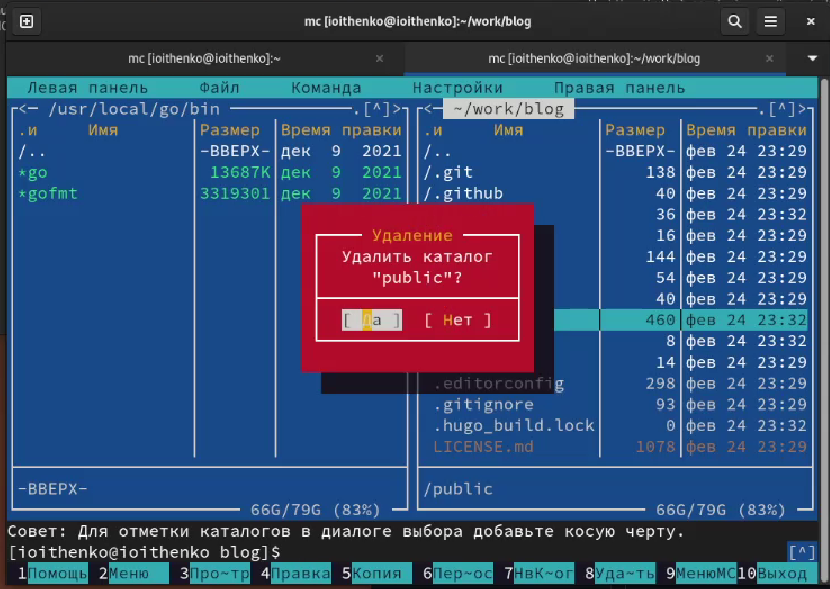 mc [ioithenko@ioithenko]:~/work/blog
mc [ioithenko@ioithenko]:~ × mc [ioithenko@ioithenko]:~/work/blog ×
Левая панель Файл Команда Настройки Правая панель
<─ /usr/local/go/bin .[^]> <─ ~/work/blog .[^]>
.и Имя Размер Время правки .и Имя Размер Время правки
/.. -ВВЕРХ- дек 9 2021 /.. -ВВЕРХ- фев 24 23:29
*go 13687K дек 9 2021 /.git 138 фев 24 23:29
*gofmt 3319301 дек 9 2021 /.github 40 фев 24 23:29
36 фев 24 23:32
Удаление 16 фев 24 23:29
Удалить каталог 144 фев 24 23:29
"public"? 54 фев 24 23:29
40 фев 24 23:29
[ Да ] [ Нет ] 460 фев 24 23:32
8 фев 24 23:32
14 фев 24 23:29
.editorconfig 298 фев 24 23:29
.gitignore 93 фев 24 23:29
.hugo_build.lock 0 фев 24 23:32
LICENSE.md 1078 фев 24 23:29
-ВВЕРХ- /public
66G/79G (83%) 66G/79G (83%)
Совет: Для отметки каталогов в диалоге выбора добавьте косую черту.
[ioithenko@ioithenko blog]$ [^]
1Помощь 2Меню 3Про~тр 4Правка 5Копия 6Пер~ос 7НвК~ог 8Уда~ть 9МенюMC 10Выход